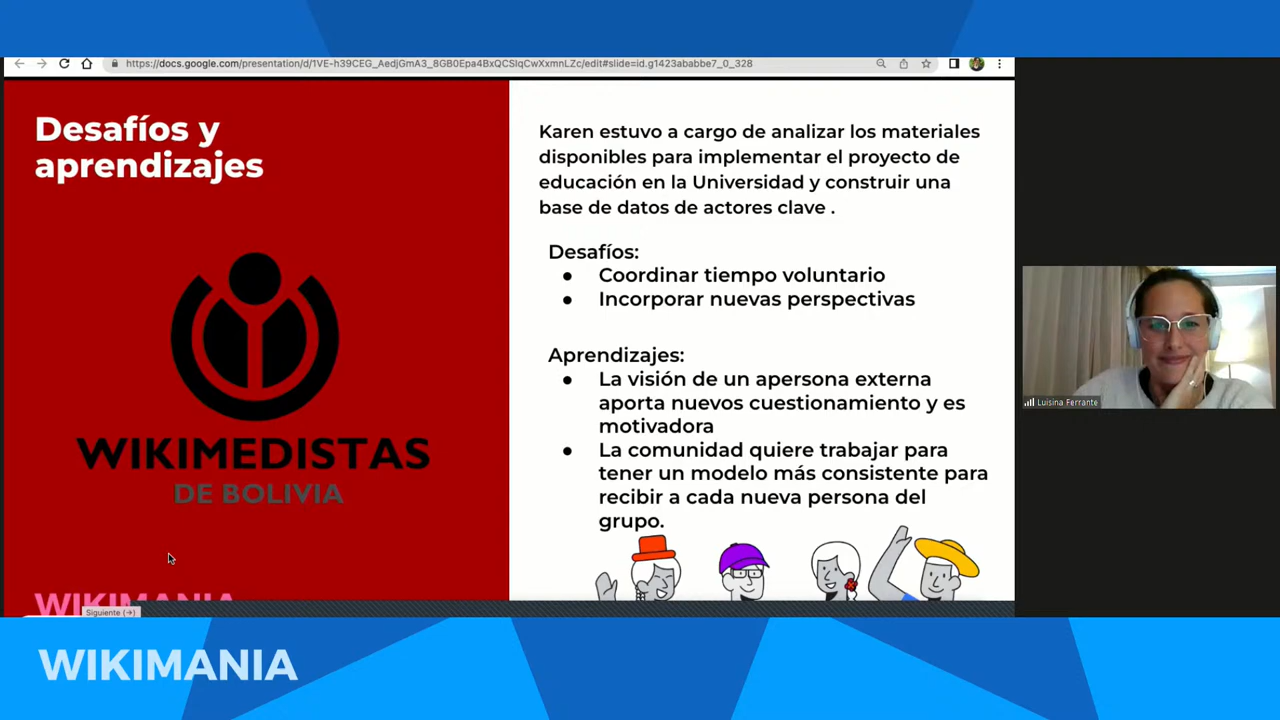 https://docs.google.com/presentation/d/1VE-h39CEG_AedjGmA3_8GB0Epa4BxQCSlqCwXxmnLZc/edit#slide=id.g1423ababbe7_0_328
Desafíos y
aprendizajes
WIKIMEDISTAS
DE BOLIVIA
WIKIMANIA
Siguiente (→)
Karen estuvo a cargo de analizar los materiales
disponibles para implementar el proyecto de
educación en la Universidad y construir una
base de datos de actores clave .
Desafíos:
● Coordinar tiempo voluntario
● Incorporar nuevas perspectivas
Aprendizajes:
● La visión de un apersona externa
aporta nuevos cuestionamiento y es
motivadora
● La comunidad quiere trabajar para
tener un modelo más consistente para
recibir a cada nueva persona del
grupo.
Luisina Ferrante
WIKIMANIA